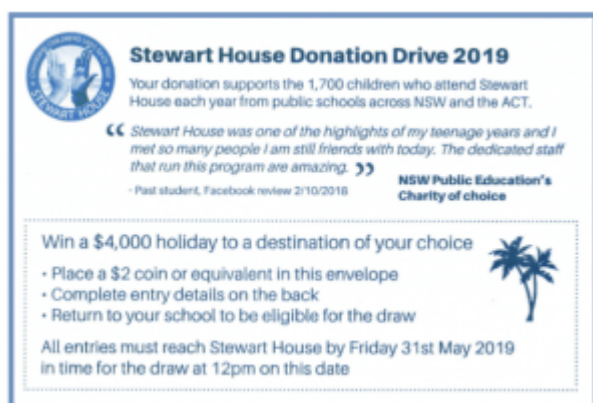 Stewart House Donation Drive 2019
Your donation supports the 1,700 children who attend Stewart
House each year from public schools across NSW and the ACT.
“ Stewart House was one of the highlights of my teenage years and I
met so many people I am still friends with today. The dedicated staff
that run this program are amazing. ”
- Past student, Facebook review 2/10/2018
NSW Public Education's
Charity of choice
STEWART HOUSE
Win a $4,000 holiday to a destination of your choice
• Place a $2 coin or equivalent in this envelope
• Complete entry details on the back
• Return to your school to be eligible for the draw
All entries must reach Stewart House by Friday 31st May 2019
in time for the draw at 12pm on this date